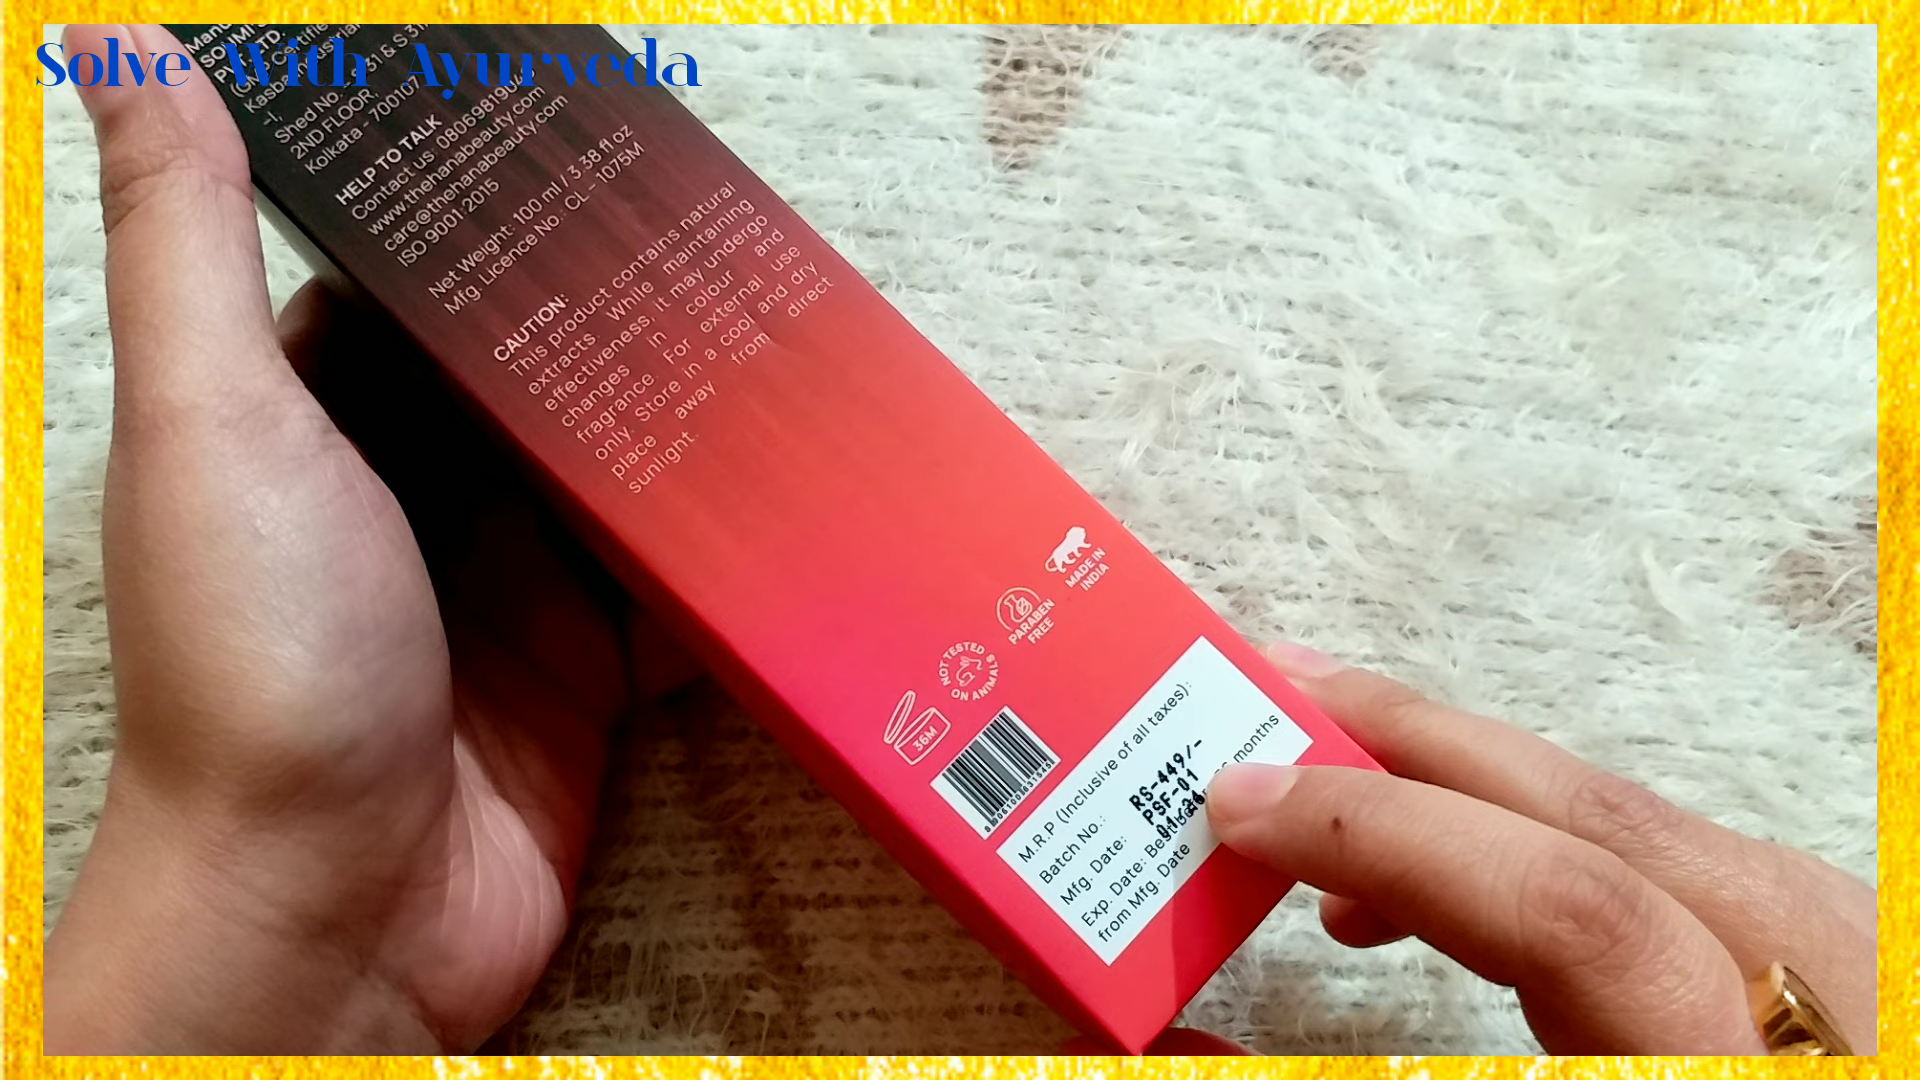 Solve With Ayurveda
PVT. LTD.
Shed No.
2ND FLOOR,
Kolkata - 700107
HELP TO TALK
Contact us:
www.thehanabeauty.com
care@thehanabeauty.com
ISO 9001:2015
Net Weight: 100 ml / 3.38 fl oz
Mfg. Licence No.: CL - 1075M
CAUTION:
This product contains natural
extracts. While maintaining
effectiveness, it may undergo
changes in colour and
fragrance. For external use
only. Store in a cool and dry
place away from direct
sunlight.
MADE IN
INDIA
PARABEN
FREE
NOT TESTED
ON ANIMALS
36M
M.R.P (Inclusive of all taxes):
RS-449/-
Batch No.: PSF-01
Mfg. Date:
Exp. Date: months
from Mfg. Date